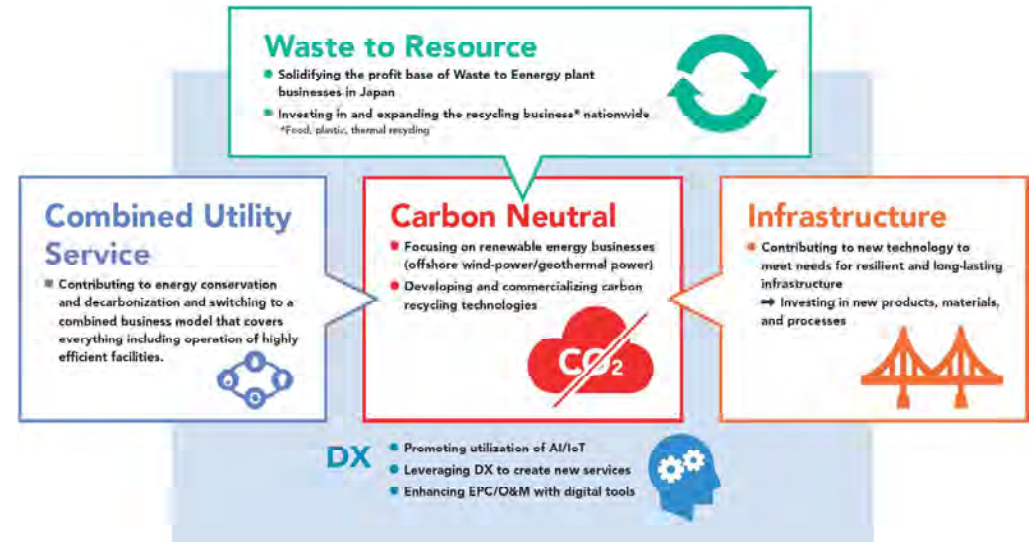 Waste to Resource
● Solidifying the profit base of Waste to Eenergy plant
businesses in Japan
● Investing in and expanding the recycling business* nationwide
*Food, plastic, thermal recycling
Combined Utility
Service
■ Contributing to energy conservation
and decarbonization and switching to a
combined business model that covers
everything including operation of highly
efficient facilities.
Carbon Neutral
● Focusing on renewable energy businesses
(offshore wind-power/geothermal power)
● Developing and commercializing carbon
recycling technologies
CO2
Infrastructure
● Contributing to new technology to
meet needs for resilient and long-lasting
infrastructure
➞ Investing in new products, materials,
and processes
DX
● Promoting utilization of AI/IoT
● Leveraging DX to create new services
● Enhancing EPC/O&M with digital tools